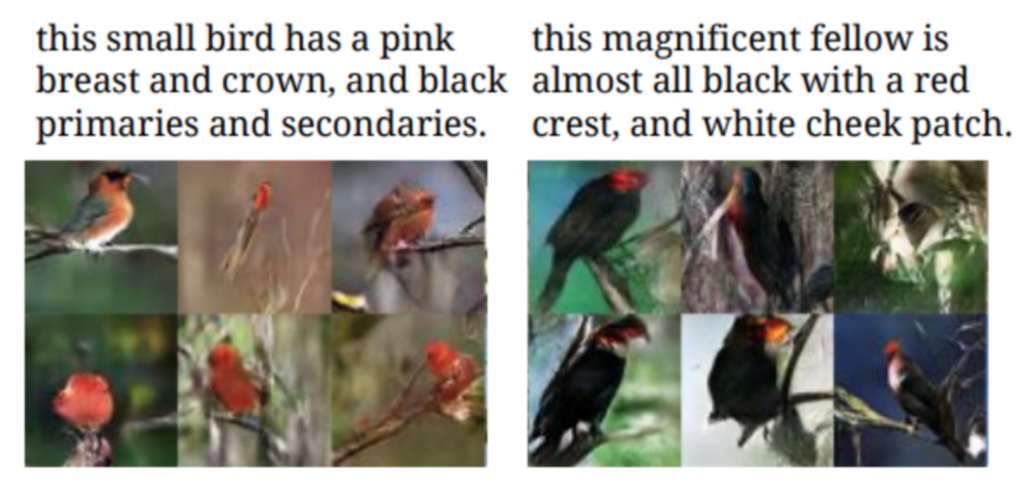 this small bird has a pink
breast and crown, and black
primaries and secondaries.
this magnificent fellow is
almost all black with a red
crest, and white cheek patch.